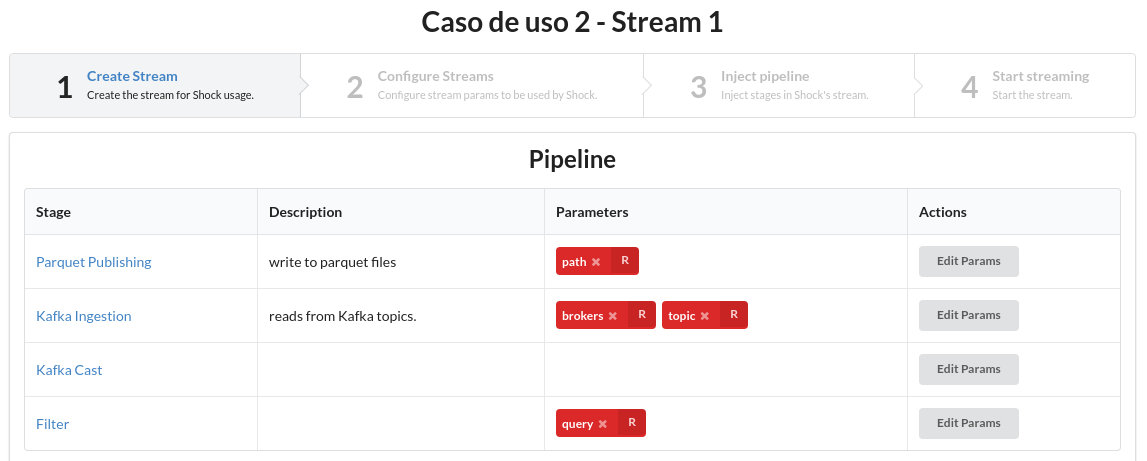 Caso de uso 2 - Stream 1
1 Create Stream
Create the stream for Shock usage.
2 Configure Streams
Configure stream params to be used by Shock.
3 Inject pipeline
Inject stages in Shock's stream.
4 Start streaming
Start the stream.
Pipeline
Stage Description Parameters Actions
Parquet Publishing write to parquet files path × R Edit Params
Kafka Ingestion reads from Kafka topics. brokers × R topic × R Edit Params
Kafka Cast Edit Params
Filter query × R Edit Params